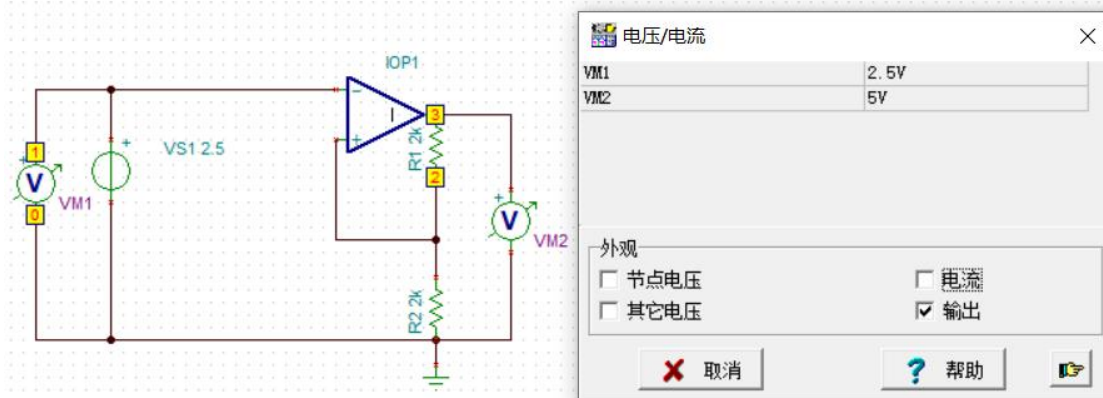 IOP1
I
3
R1 2k
VS1 2.5
1
V
0
VM1
2
V
VM2
R2 2k
电压/电流
VM1 2.5V
VM2 5V
外观
节点电压 电流
其它电压 输出
取消 帮助